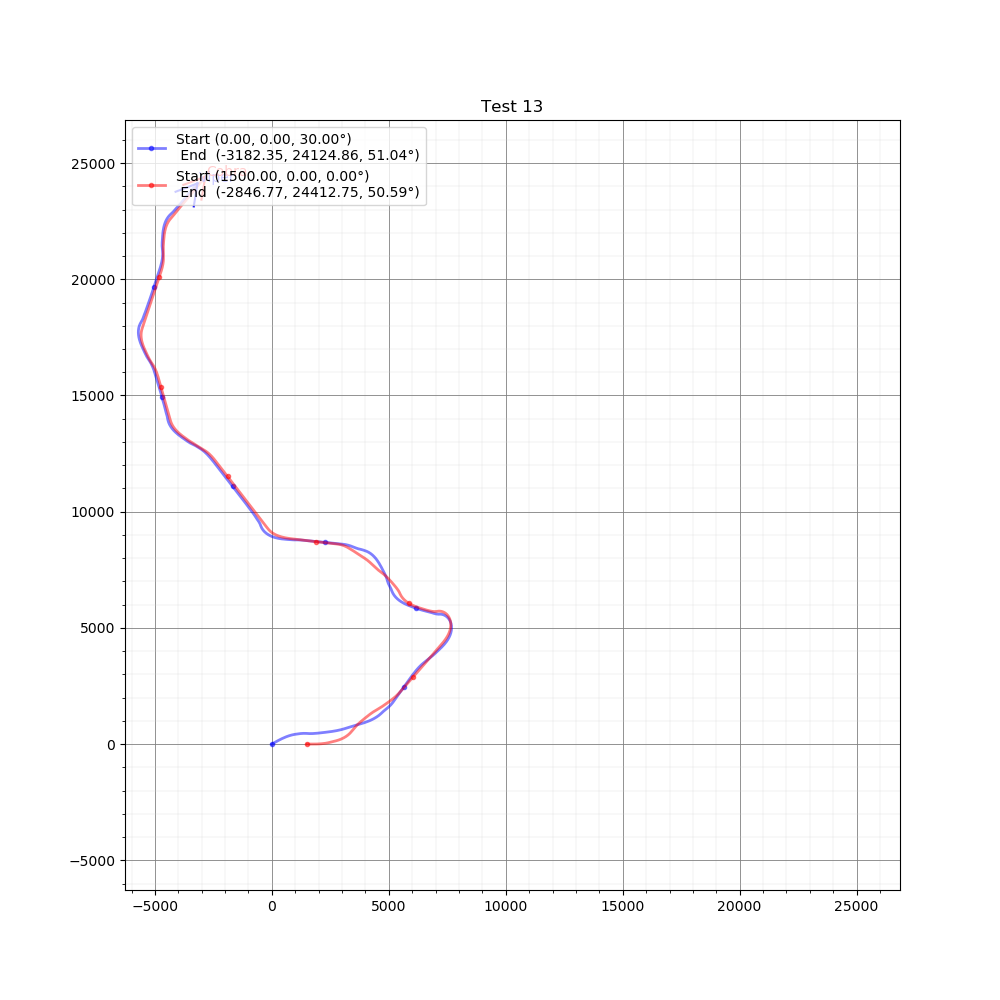 Test 13
Start (0.00, 0.00, 30.00°)
End (-3182.35, 24124.86, 51.04°)
Start (1500.00, 0.00, 0.00°)
End (-2846.77, 24412.75, 50.59°)
25000
20000
15000
10000
5000
0
−5000
−5000 0 5000 10000 15000 20000 25000